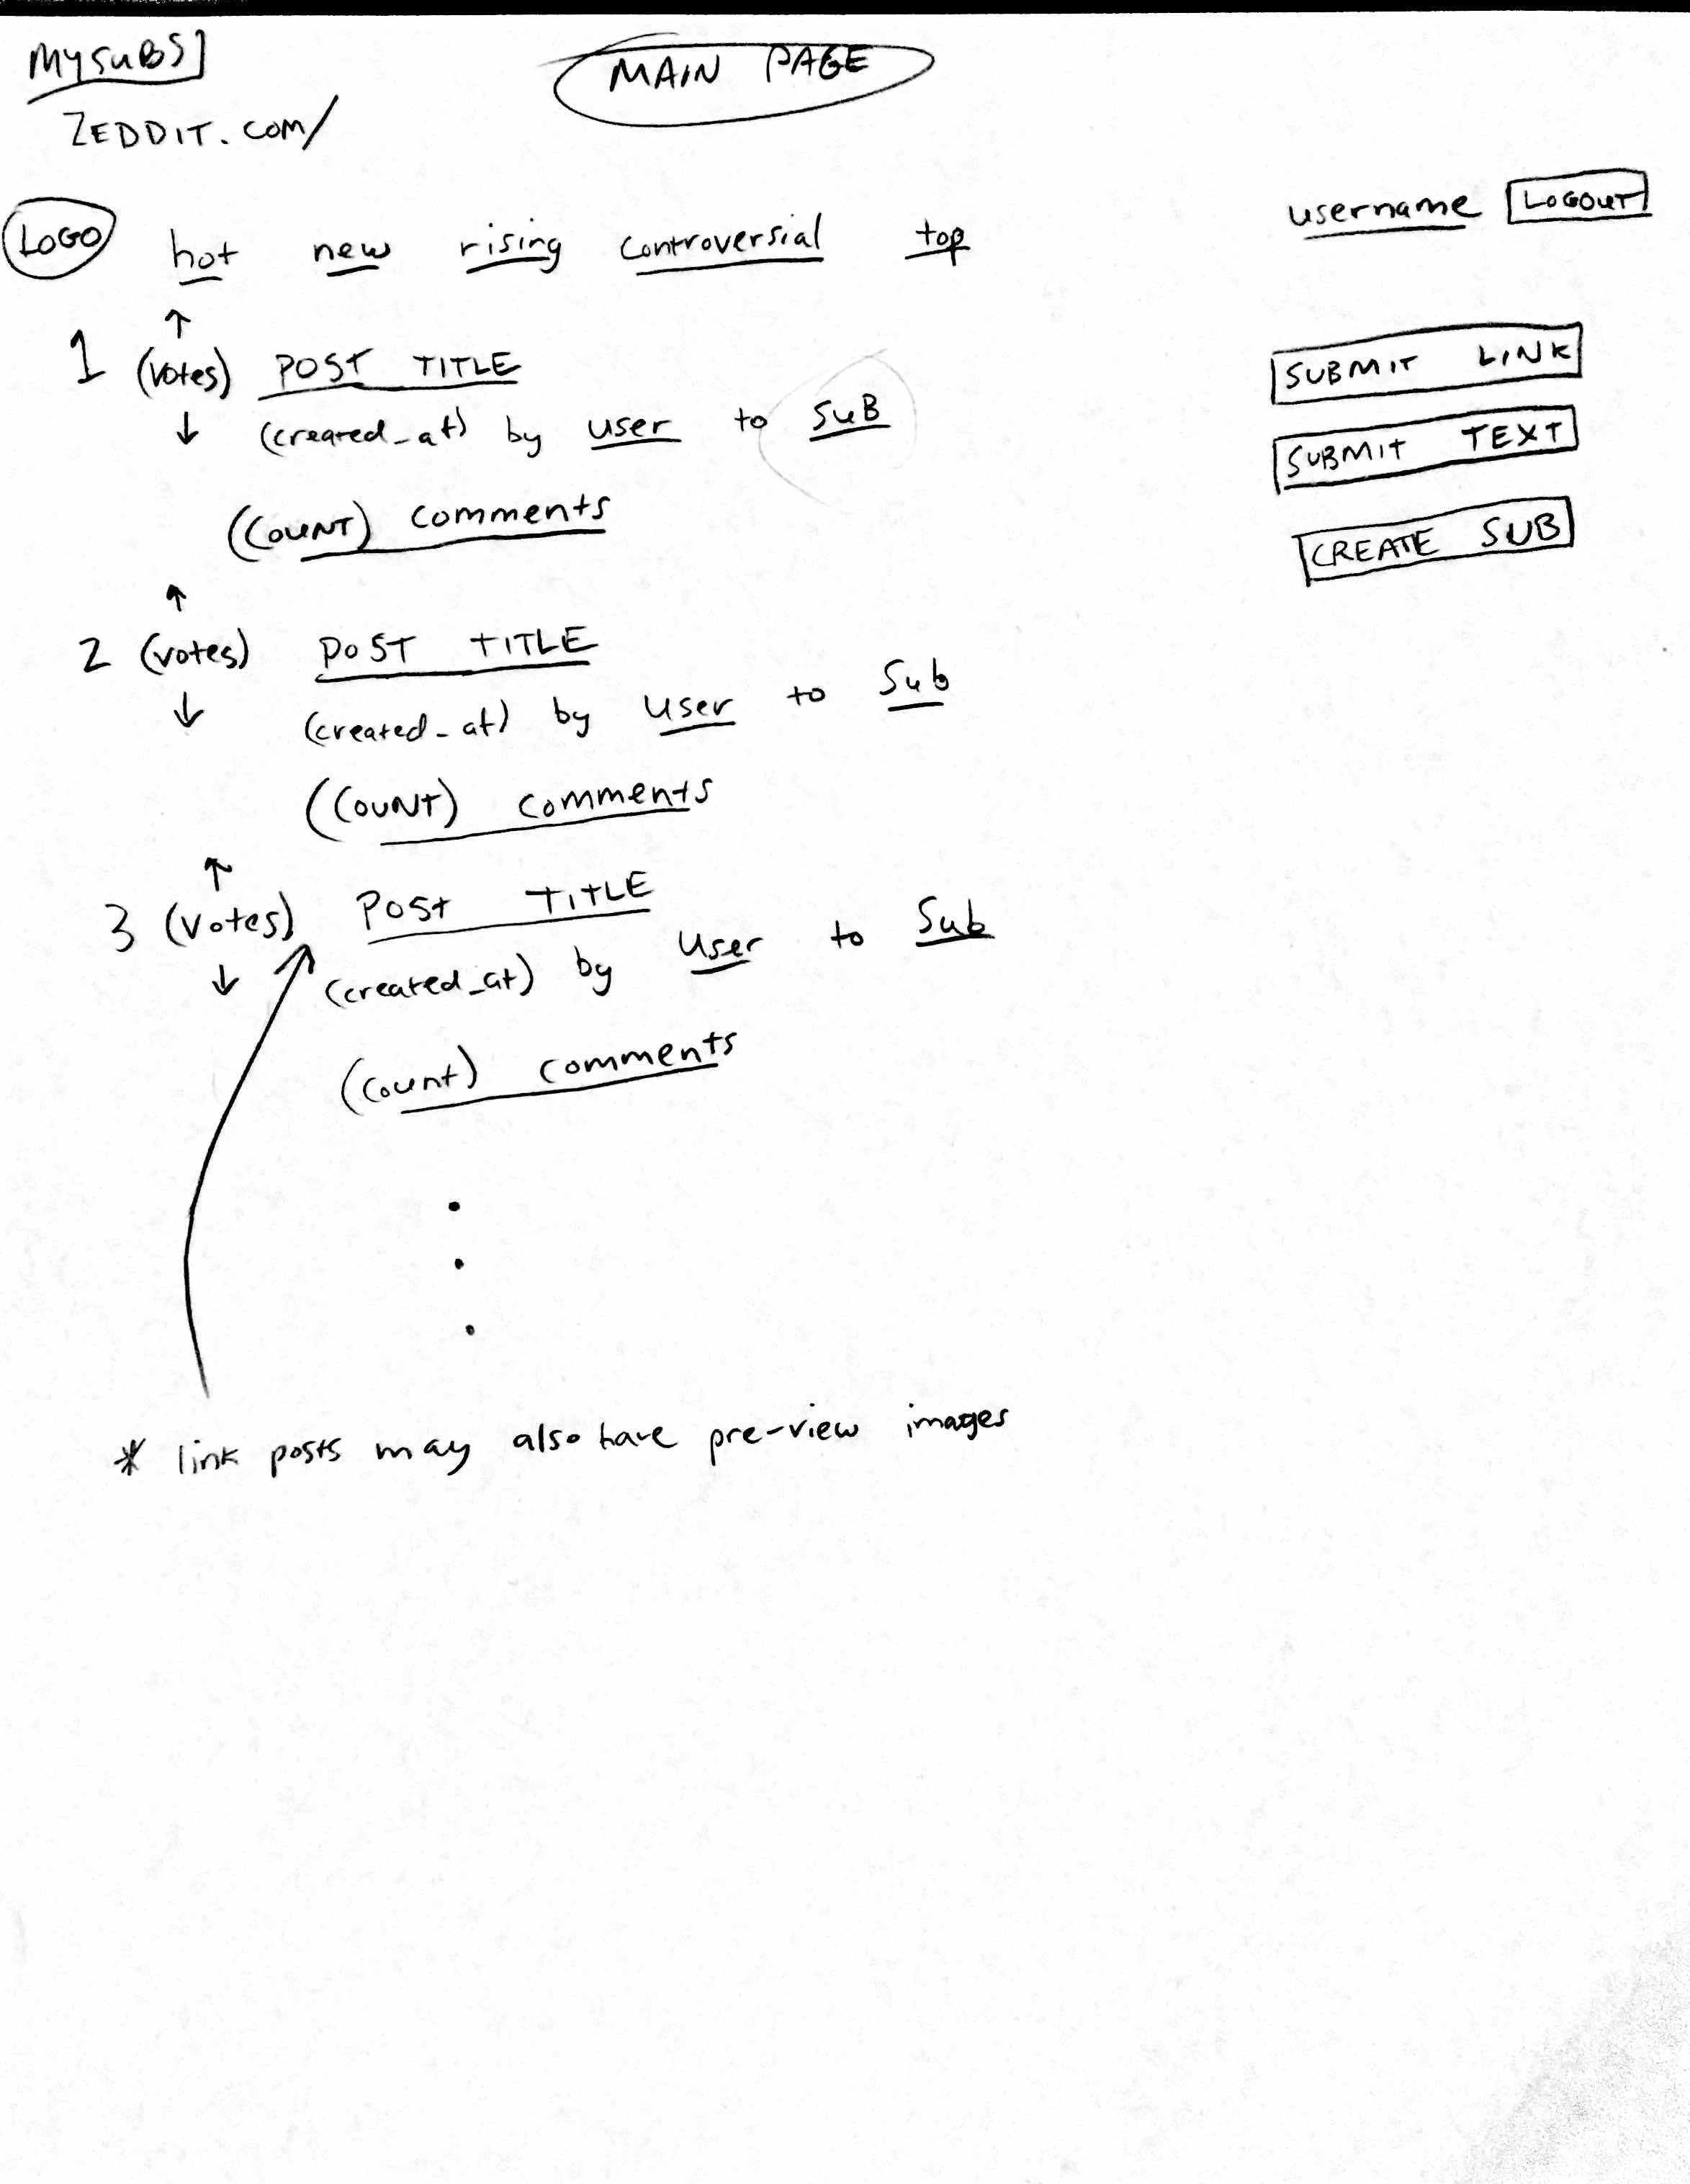 MYSUBS
MAIN PAGE
ZEDDIT.COM/
LOGO hot new rising controversial top username LOGOUT
↑
1 (votes) POST TITLE SUBMIT LINK
↓ (created_at) by user to SUB SUBMIT TEXT
(COUNT) comments CREATE SUB
↑
2 (votes) POST TITLE
↓ (created_at) by user to Sub
(COUNT) comments
↑
3 (votes) POST TITLE
↓ (created_at) by user to Sub
(count) comments
* link posts may also have pre-view images